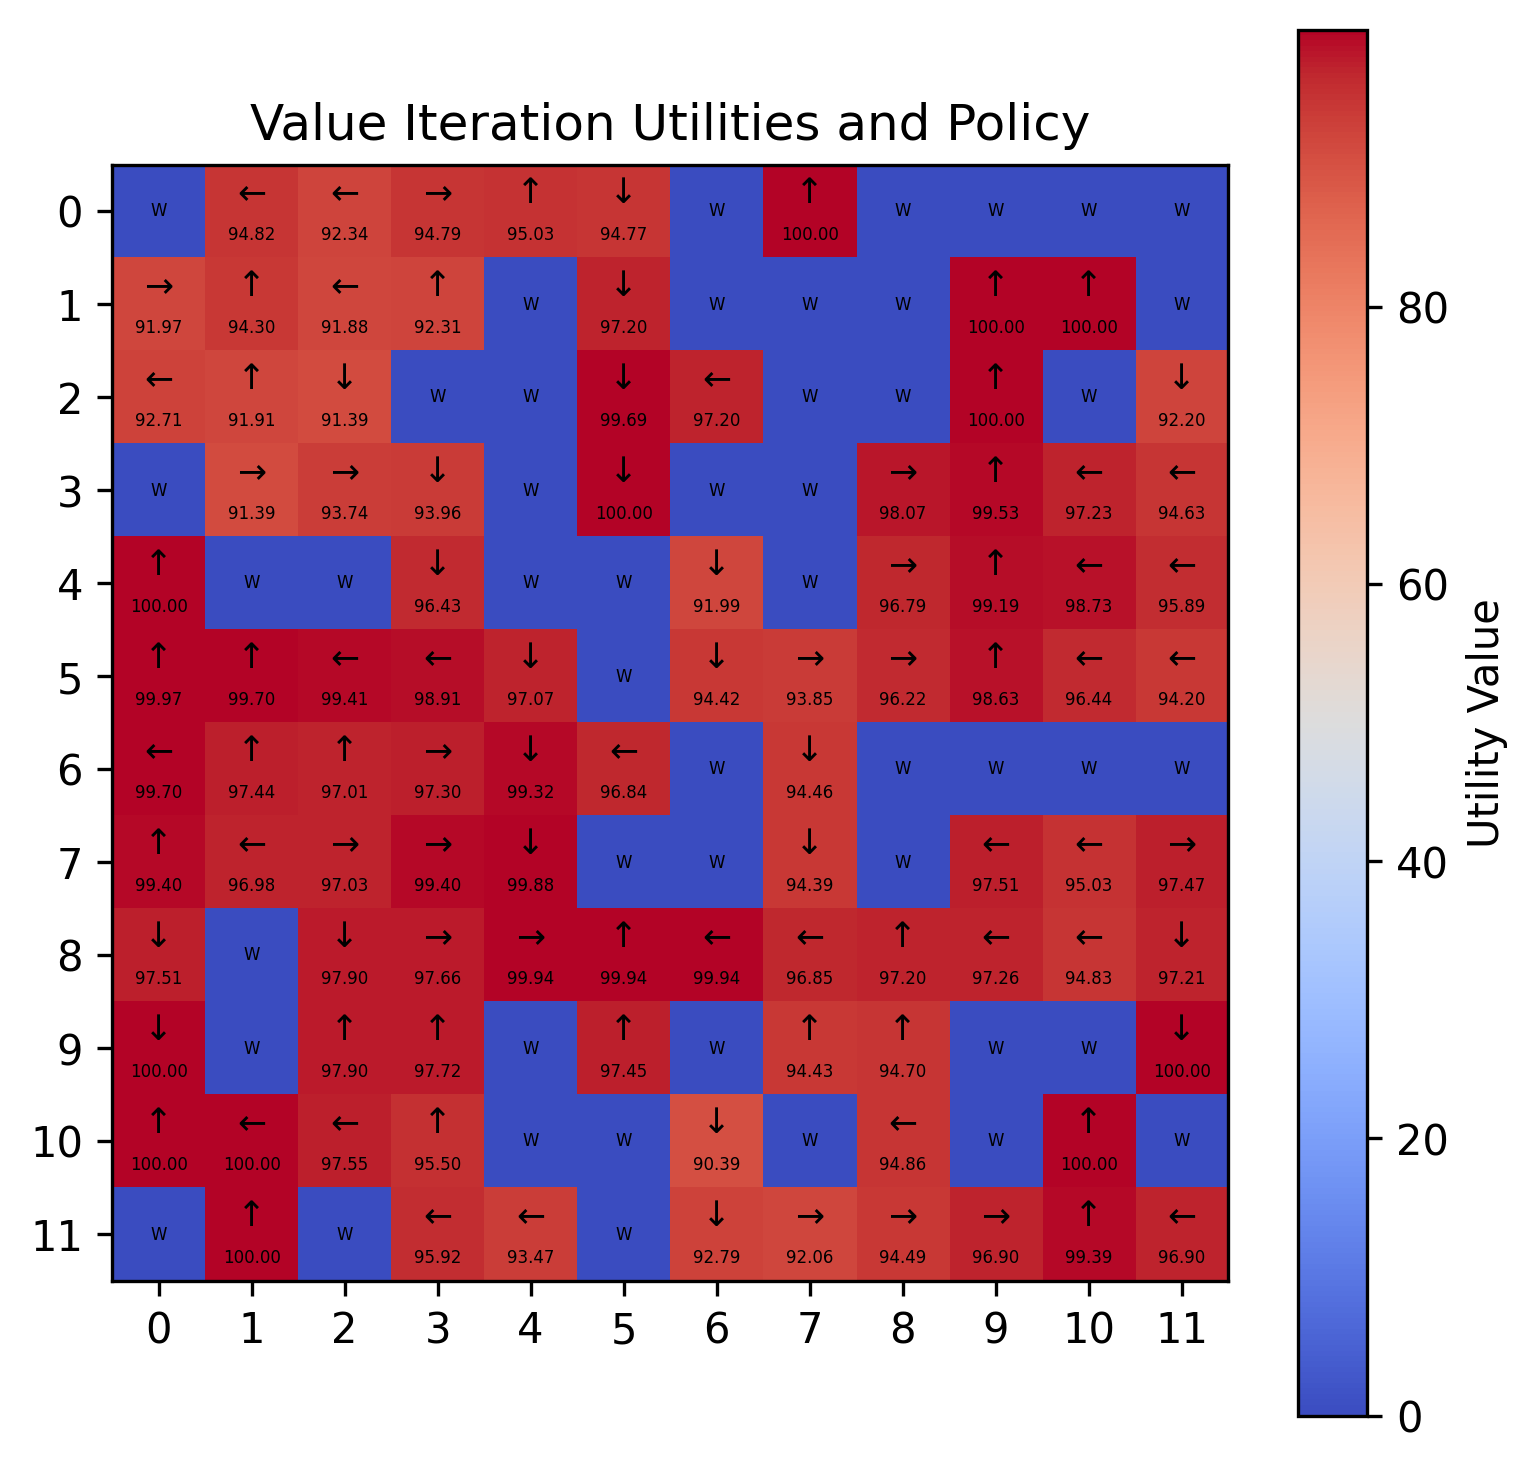 Value Iteration Utilities and Policy
0 W ← ← → ↑ ↓ W ↑ W W W W
94.82 92.34 94.79 95.03 94.77 100.00
1 → ↑ ← ↑ W ↓ W W W ↑ ↑ W
91.97 94.30 91.88 92.31 97.20 100.00 100.00
2 ← ↑ ↓ W W ↓ ← W W ↑ W ↓
92.71 91.91 91.39 99.69 97.20 100.00 92.20
3 W → → ↓ W ↓ W W → ↑ ← ←
91.39 93.74 93.96 100.00 98.07 99.53 97.23 94.63
4 ↑ W W ↓ W W ↓ W → ↑ ← ←
100.00 96.43 91.99 96.79 99.19 98.73 95.89
5 ↑ ↑ ← ← ↓ W ↓ → → ↑ ← ←
99.97 99.70 99.41 98.91 97.07 94.42 93.85 96.22 98.63 96.44 94.20
6 ← ↑ ↑ → ↓ ← W ↓ W W W W
99.70 97.44 97.01 97.30 99.32 96.84 94.46
7 ↑ ← → → ↓ W W ↓ W ← ← →
99.40 96.98 97.03 99.40 99.88 94.39 97.51 95.03 97.47
8 ↓ W ↓ → → ↑ ← ← ↑ ← ← ↓
97.51 97.90 97.66 99.94 99.94 99.94 96.85 97.20 97.26 94.83 97.21
9 ↓ W ↑ ↑ W ↑ W ↑ ↑ W W ↓
100.00 97.90 97.72 97.45 94.43 94.70 100.00
10 ↑ ← ← ↑ W W ↓ W ← W ↑ W
100.00 100.00 97.55 95.50 90.39 94.86 100.00
11 W ↑ W ← ← W ↓ → → → ↑ ←
100.00 95.92 93.47 92.79 92.06 94.49 96.90 99.39 96.90
0 1 2 3 4 5 6 7 8 9 10 11
80
60
40
20
0
Utility Value